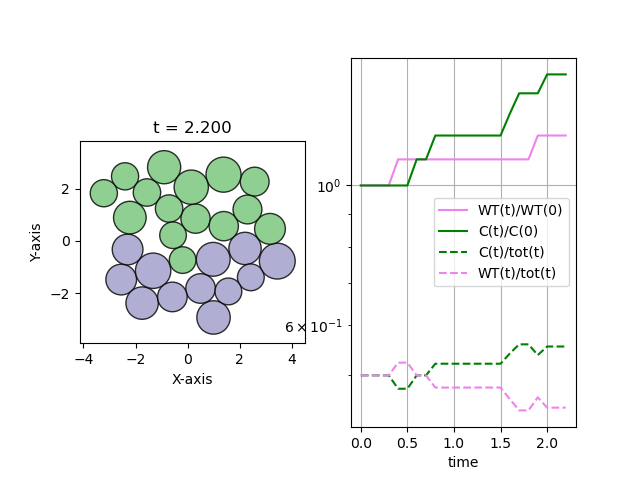 t = 2.200
Y-axis
2
0
−2
−4
−2
0
2
4
X-axis
10⁰
6 × 10⁻¹
WT(t)/WT(0)
C(t)/C(0)
C(t)/tot(t)
WT(t)/tot(t)
0.0
0.5
1.0
1.5
2.0
time